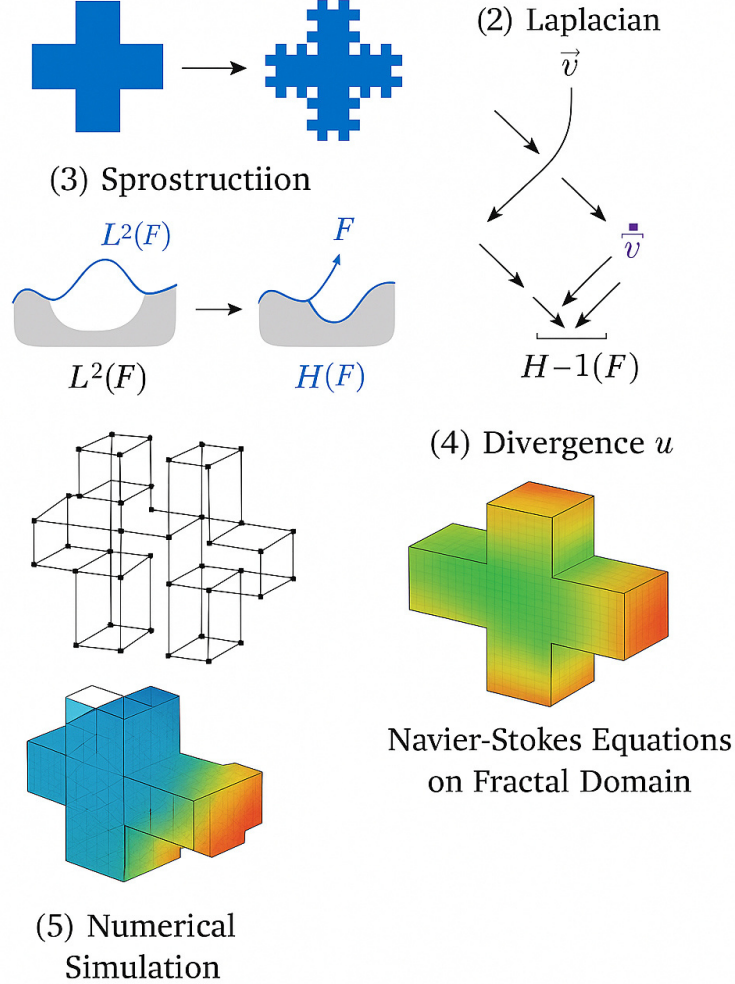 (2) Laplacian
v⃗
(3) Sprostructiion
L²(F)
F
v
L²(F)
H(F)
H−1(F)
(4) Divergence u
Navier-Stokes Equations
on Fractal Domain
(5) Numerical
Simulation